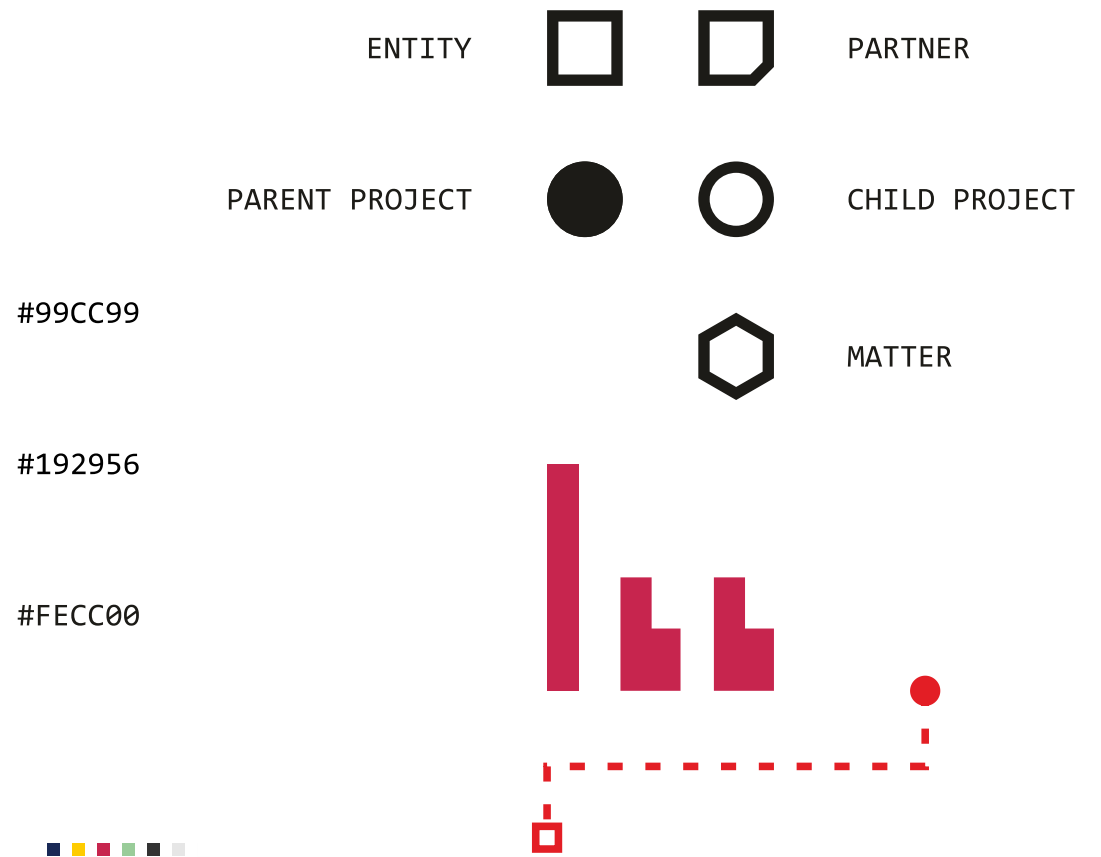 ENTITY
PARTNER
PARENT PROJECT
CHILD PROJECT
#99CC99
MATTER
#192956
#FECC00